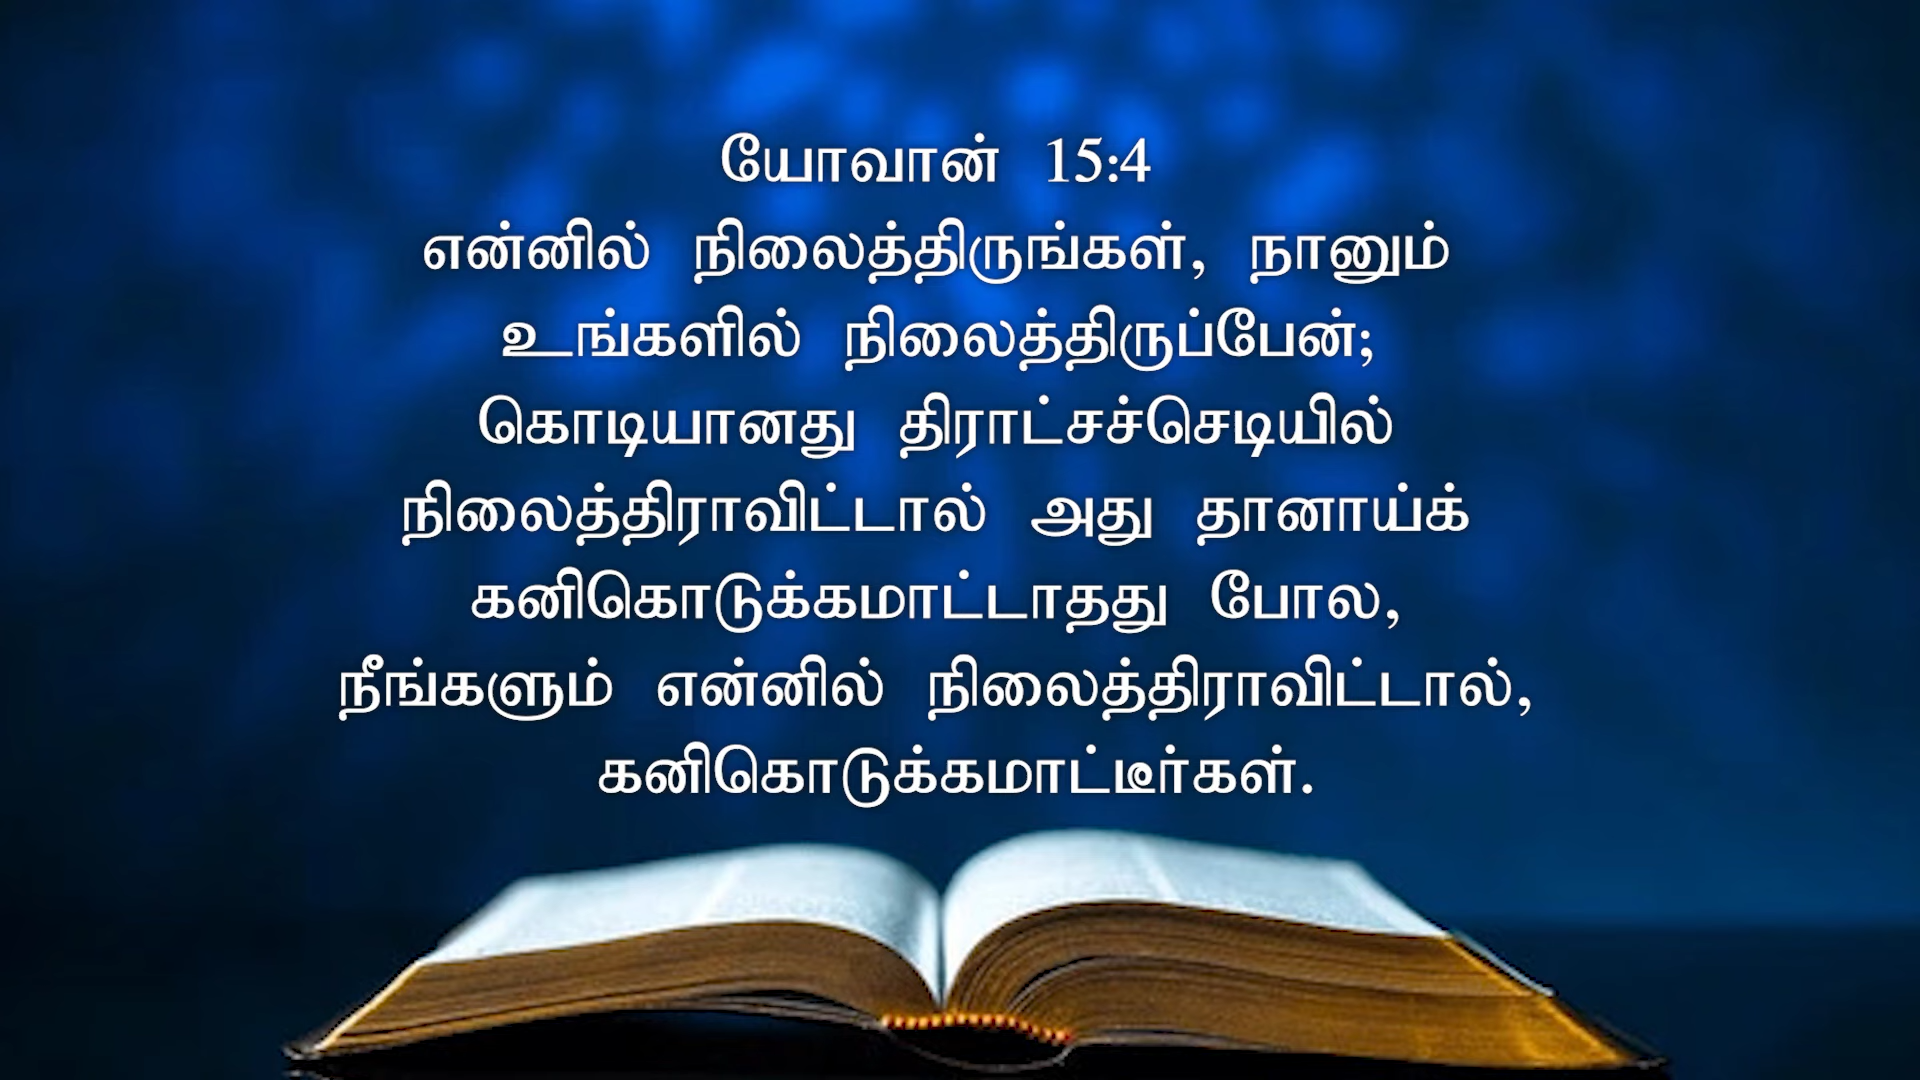 யோவான் 15:4
என்னில் நிலைத்திருங்கள், நானும்
உங்களில் நிலைத்திருப்பேன்;
கொடியானது திராட்சச்செடியில்
நிலைத்திராவிட்டால் அது தானாய்க்
கனிகொடுக்கமாட்டாதது போல,
நீங்களும் என்னில் நிலைத்திராவிட்டால்,
கனிகொடுக்கமாட்டீர்கள்.